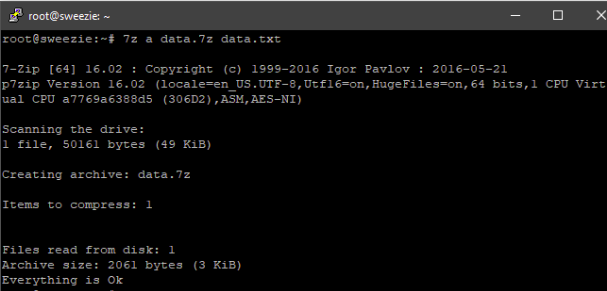 root@sweezie: ~
root@sweezie:~# 7z a data.7z data.txt
7-Zip [64] 16.02 : Copyright (c) 1999-2016 Igor Pavlov : 2016-05-21
p7zip Version 16.02 (locale=en_US.UTF-8,Utf16=on,HugeFiles=on,64 bits,1 CPU Virt
ual CPU a7769a6388d5 (306D2),ASM,AES-NI)
Scanning the drive:
1 file, 50161 bytes (49 KiB)
Creating archive: data.7z
Items to compress: 1
Files read from disk: 1
Archive size: 2061 bytes (3 KiB)
Everything is Ok